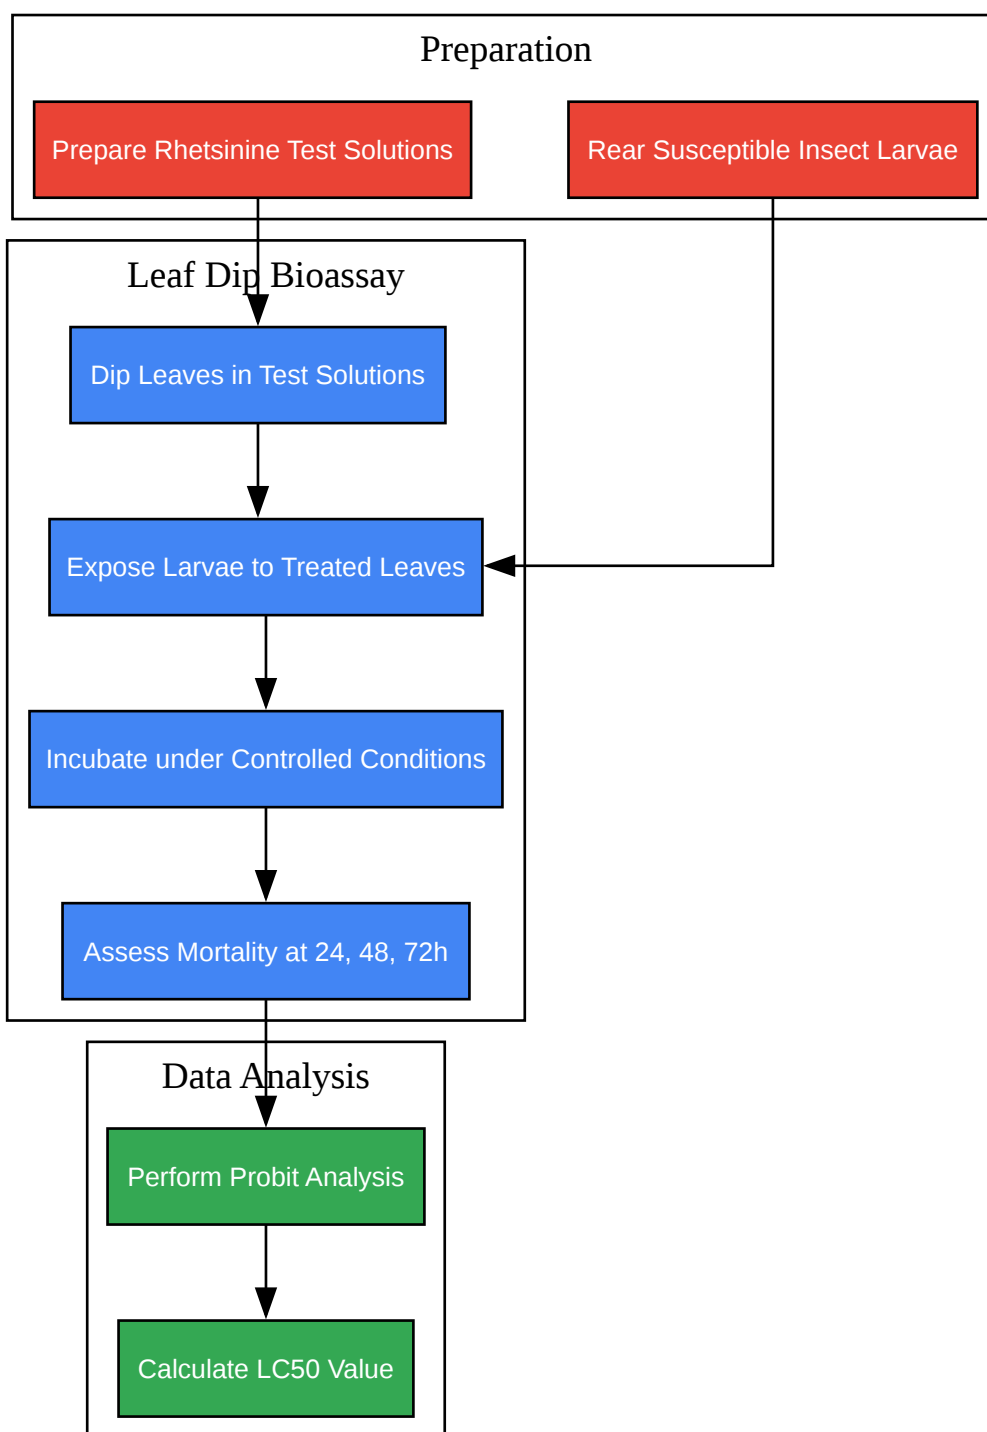 Preparation
Prepare Rhetsinine Test Solutions
Rear Susceptible Insect Larvae
Leaf Dip Bioassay
Dip Leaves in Test Solutions
Expose Larvae to Treated Leaves
Incubate under Controlled Conditions
Assess Mortality at 24, 48, 72h
Data Analysis
Perform Probit Analysis
Calculate LC50 Value